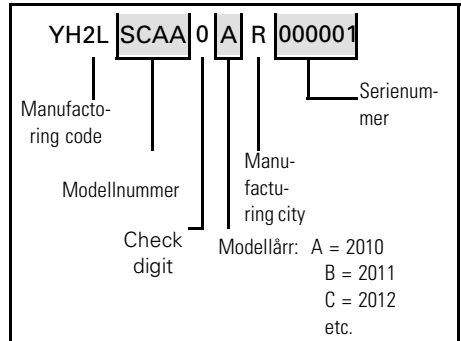 YH2L SCAA 0 A R 000001
Manufacto-
ring code
Serienum-
mer
Modellnummer
Manu-
factu-
ring city
Check
digit
Modellårr: A = 2010
B = 2011
C = 2012
etc.